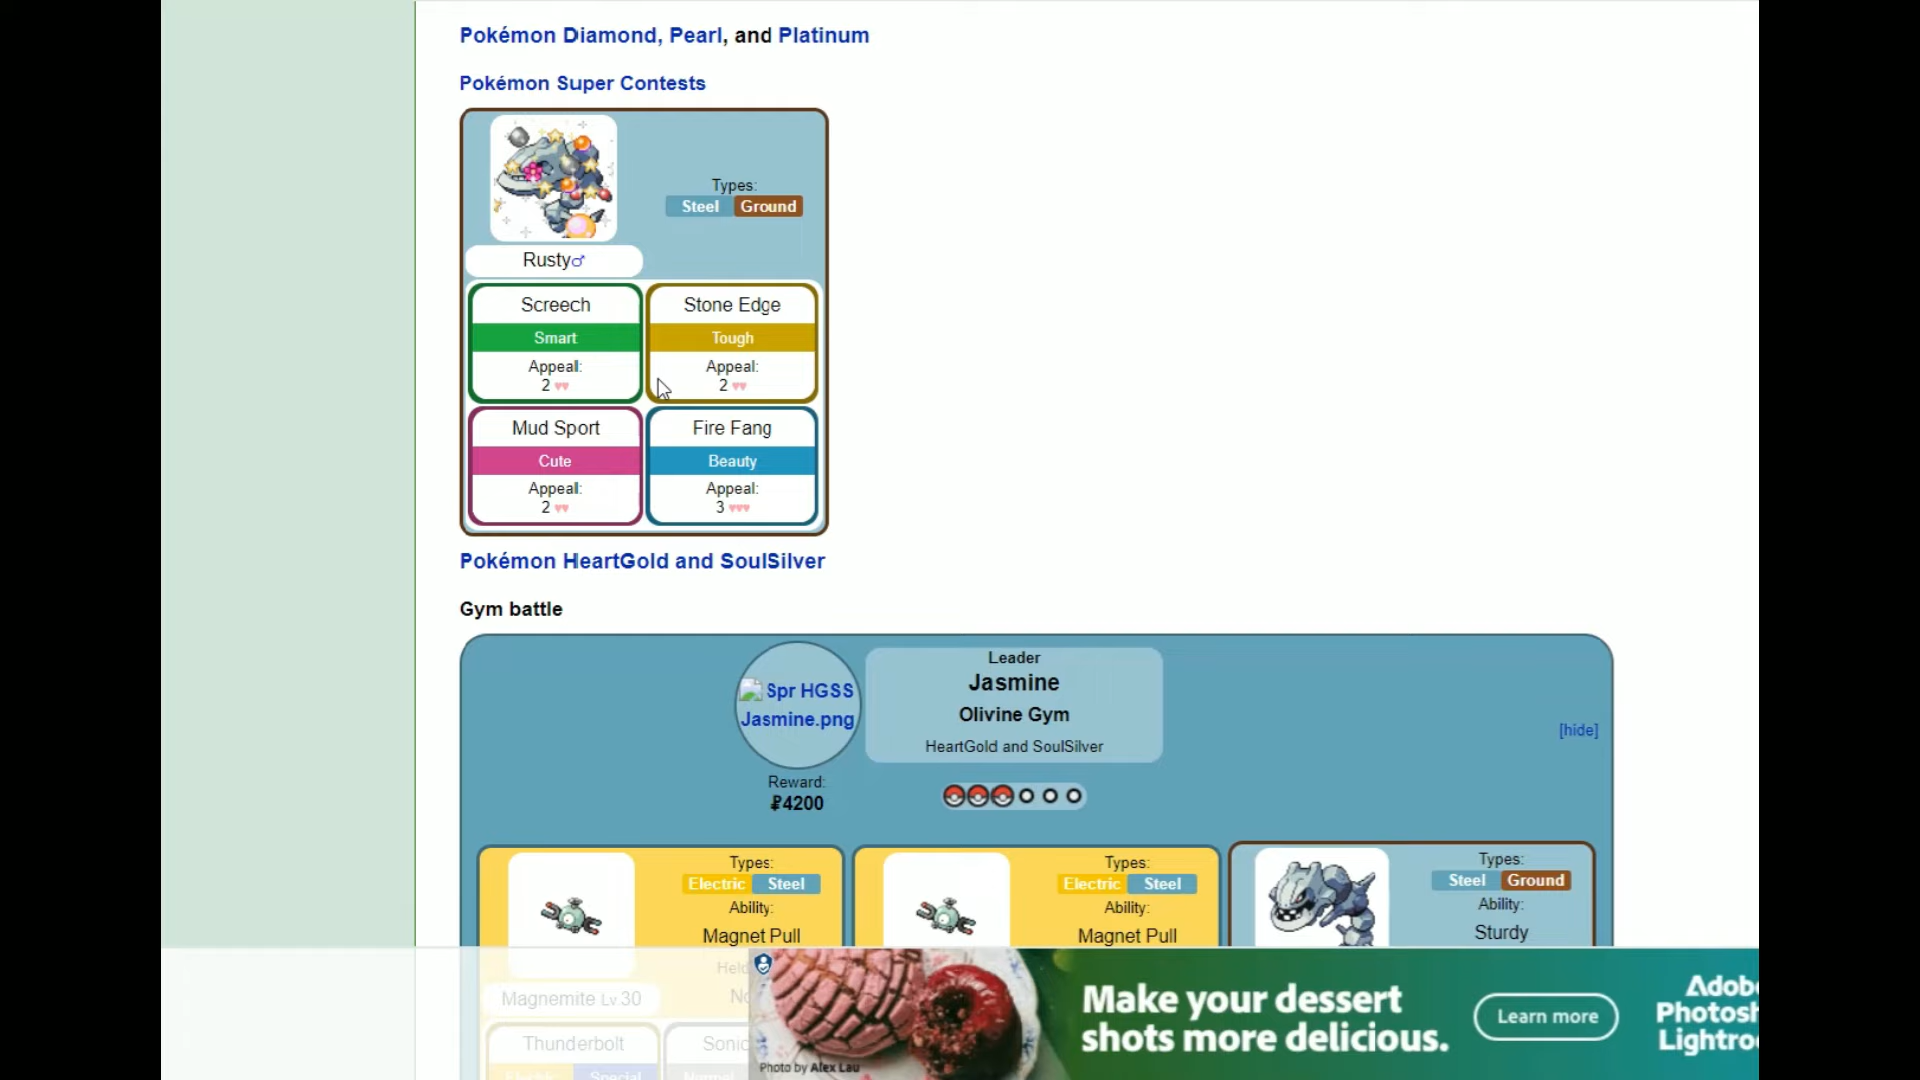 Pokémon Diamond, Pearl, and Platinum
Pokémon Super Contests
Types:
Steel Ground
Rusty♂
Screech
Smart
Appeal:
2 ♥♥
Stone Edge
Tough
Appeal:
2 ♥♥
Mud Sport
Cute
Appeal:
2 ♥♥
Fire Fang
Beauty
Appeal:
3 ♥♥♥
Pokémon HeartGold and SoulSilver
Gym battle
Spr HGSS
Jasmine.png
Leader
Jasmine
Olivine Gym
HeartGold and SoulSilver
[hide]
Reward:
₽4200
Types:
Electric Steel
Ability:
Magnet Pull
Types:
Electric Steel
Ability:
Magnet Pull
Types:
Steel Ground
Ability:
Sturdy
Magnemite Lv.30
Thunderbolt
Electric Special
Normal
Make your dessert
shots more delicious.
Learn more
Photo by Alex Lau